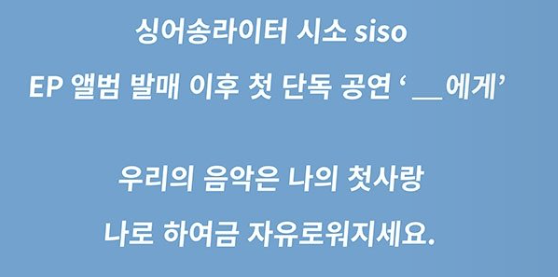 싱어송라이터 시소 siso
EP 앨범 발매 이후 첫 단독 공연 ‘ __에게’
우리의 음악은 나의 첫사랑
나로 하여금 자유로워지세요.